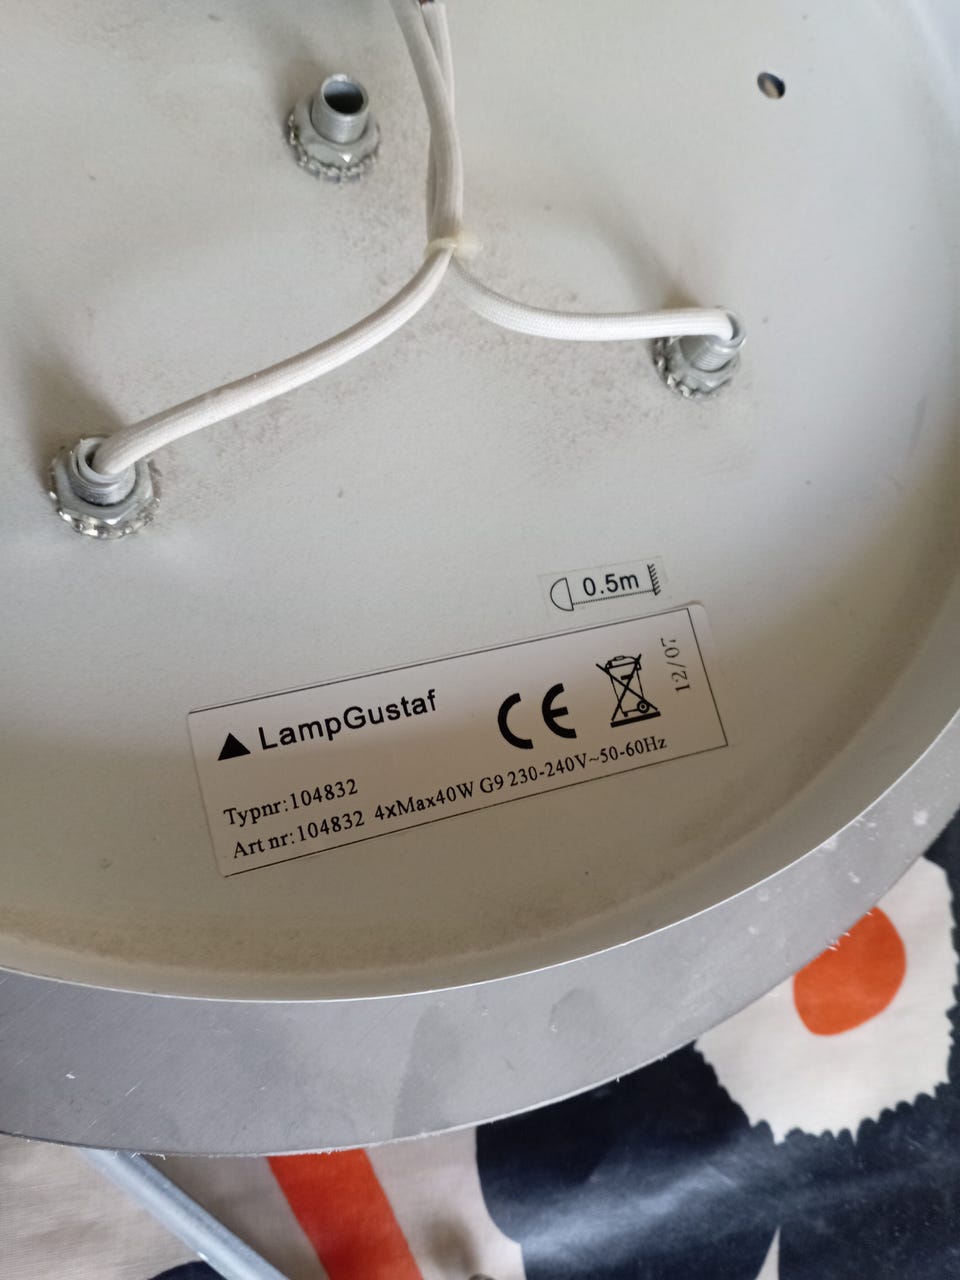 0.5m
▲ LampGustaf
CE
12/07
Typnr:104832
Art nr:104832 4xMax40W G9 230-240V~50-60Hz